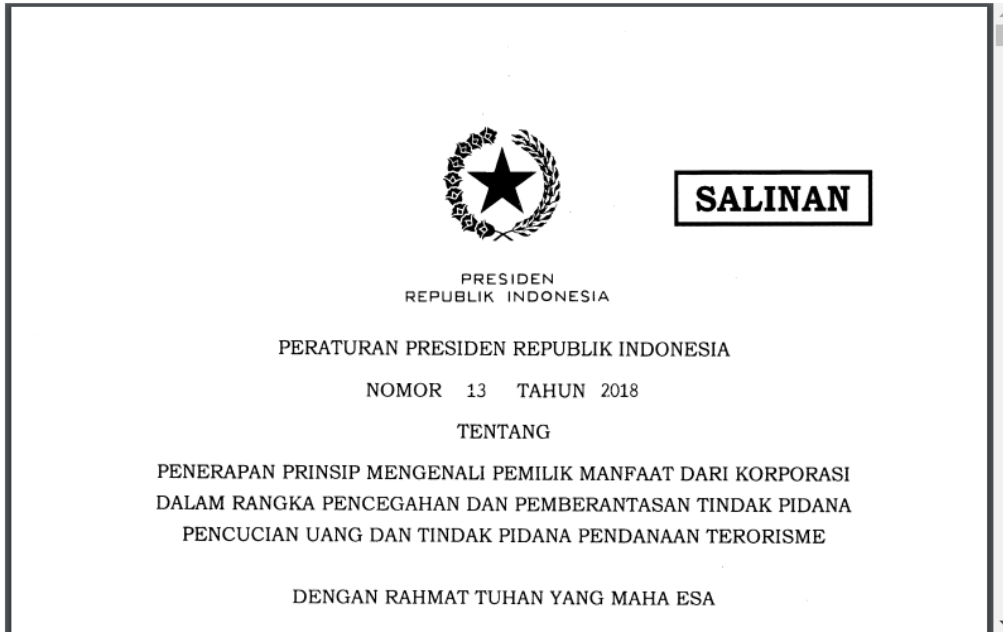 SALINAN
PRESIDEN
REPUBLIK INDONESIA
PERATURAN PRESIDEN REPUBLIK INDONESIA
NOMOR 13 TAHUN 2018
TENTANG
PENERAPAN PRINSIP MENGENALI PEMILIK MANFAAT DARI KORPORASI
DALAM RANGKA PENCEGAHAN DAN PEMBERANTASAN TINDAK PIDANA
PENCUCIAN UANG DAN TINDAK PIDANA PENDANAAN TERORISME
DENGAN RAHMAT TUHAN YANG MAHA ESA